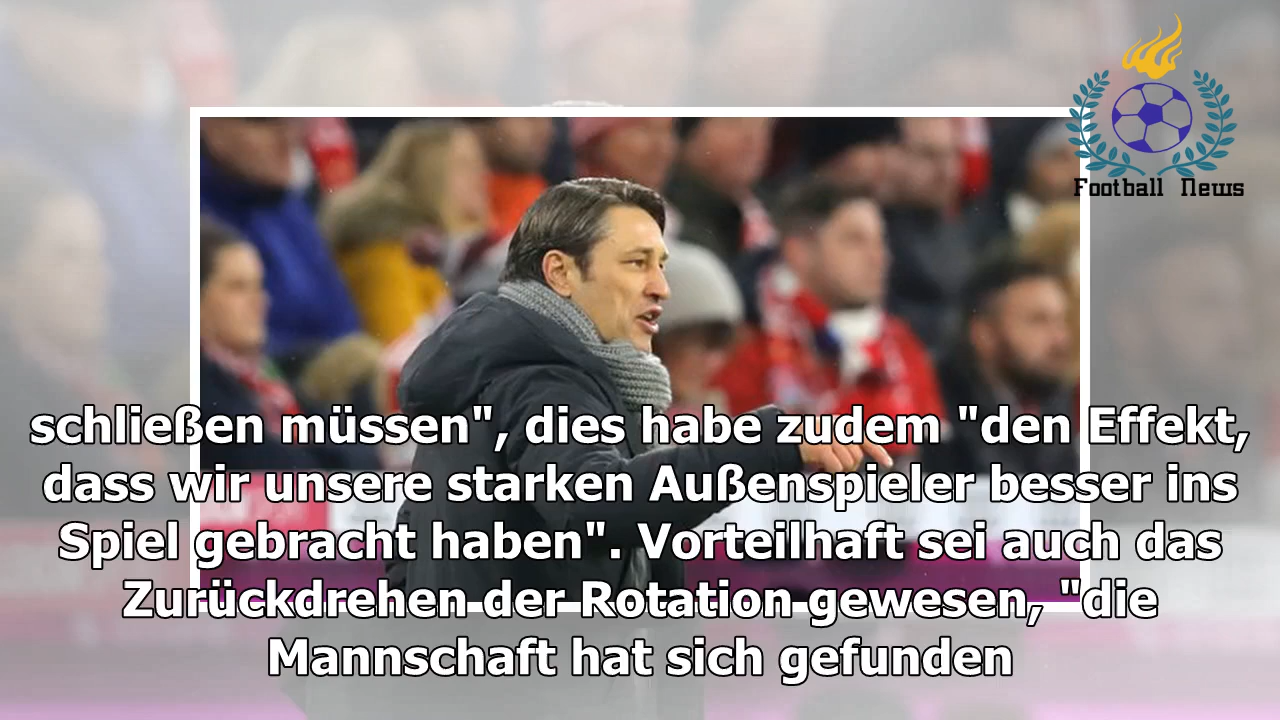 Football News
schließen müssen", dies habe zudem "den Effekt,
dass wir unsere starken Außenspieler besser ins
Spiel gebracht haben". Vorteilhaft sei auch das
Zurückdrehen der Rotation gewesen, "die
Mannschaft hat sich gefunden